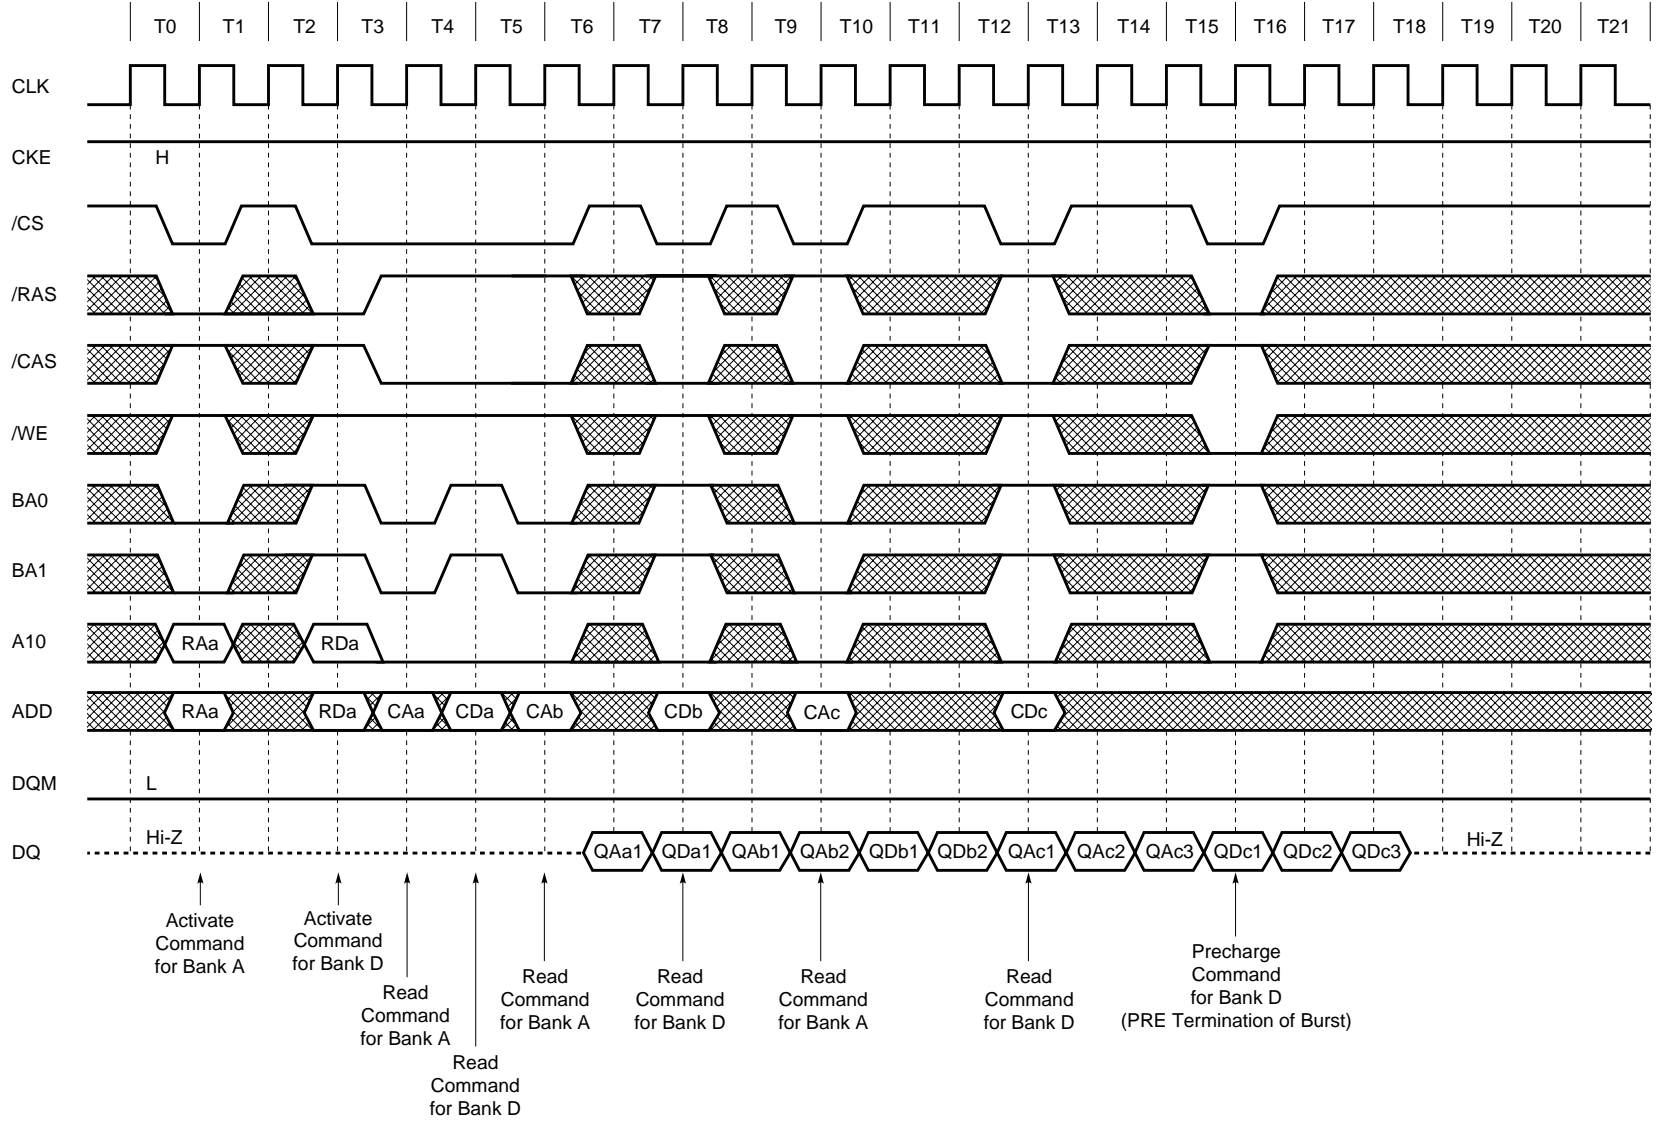 T0 T1 T2 T3 T4 T5 T6 T7 T8 T9 T10 T11 T12 T13 T14 T15 T16 T17 T18 T19 T20 T21
CLK
CKE H
/CS
/RAS
/CAS
/WE
BA0
BA1
A10 RAa RDa
ADD RAa RDa CAa CDa CAb CDb CAc CDc
DQM L
DQ Hi-Z QAa1 QDa1 QAb1 QAb2 QDb1 QDb2 QAc1 QAc2 QAc3 QDc1 QDc2 QDc3 Hi-Z
Activate
Command
for Bank A
Activate
Command
for Bank D
Read
Command
for Bank A
Read
Command
for Bank D
Read
Command
for Bank A
Read
Command
for Bank D
Read
Command
for Bank A
Read
Command
for Bank D
Precharge
Command
for Bank D
(PRE Termination of Burst)